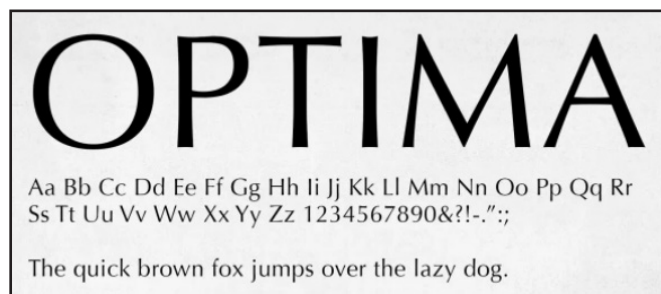 OPTIMA
Aa Bb Cc Dd Ee Ff Gg Hh Ii Jj Kk Ll Mm Nn Oo Pp Qq Rr
Ss Tt Uu Vv Ww Xx Yy Zz 1234567890&?!-.”:;
The quick brown fox jumps over the lazy dog.